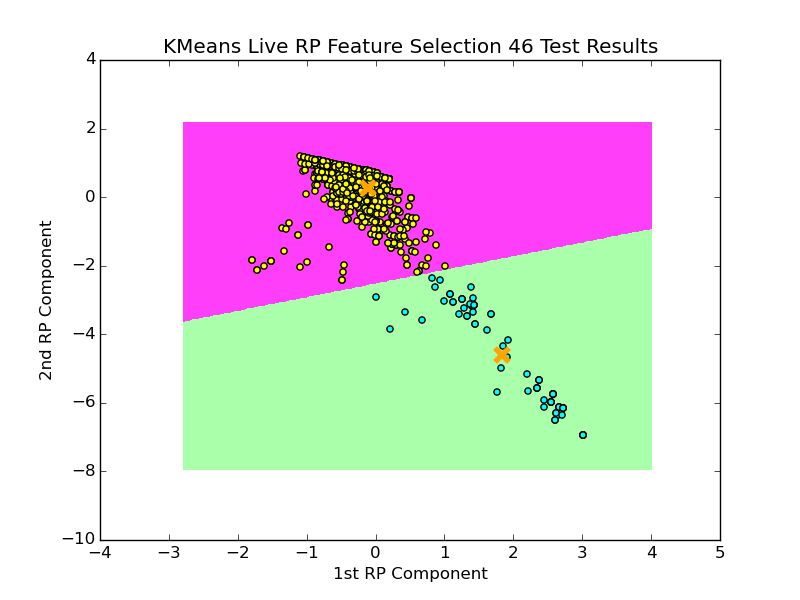 KMeans Live RP Feature Selection 46 Test Results
4
2
0
−2
−4
−6
−8
−10
2nd RP Component
−4 −3 −2 −1 0 1 2 3 4 5
1st RP Component